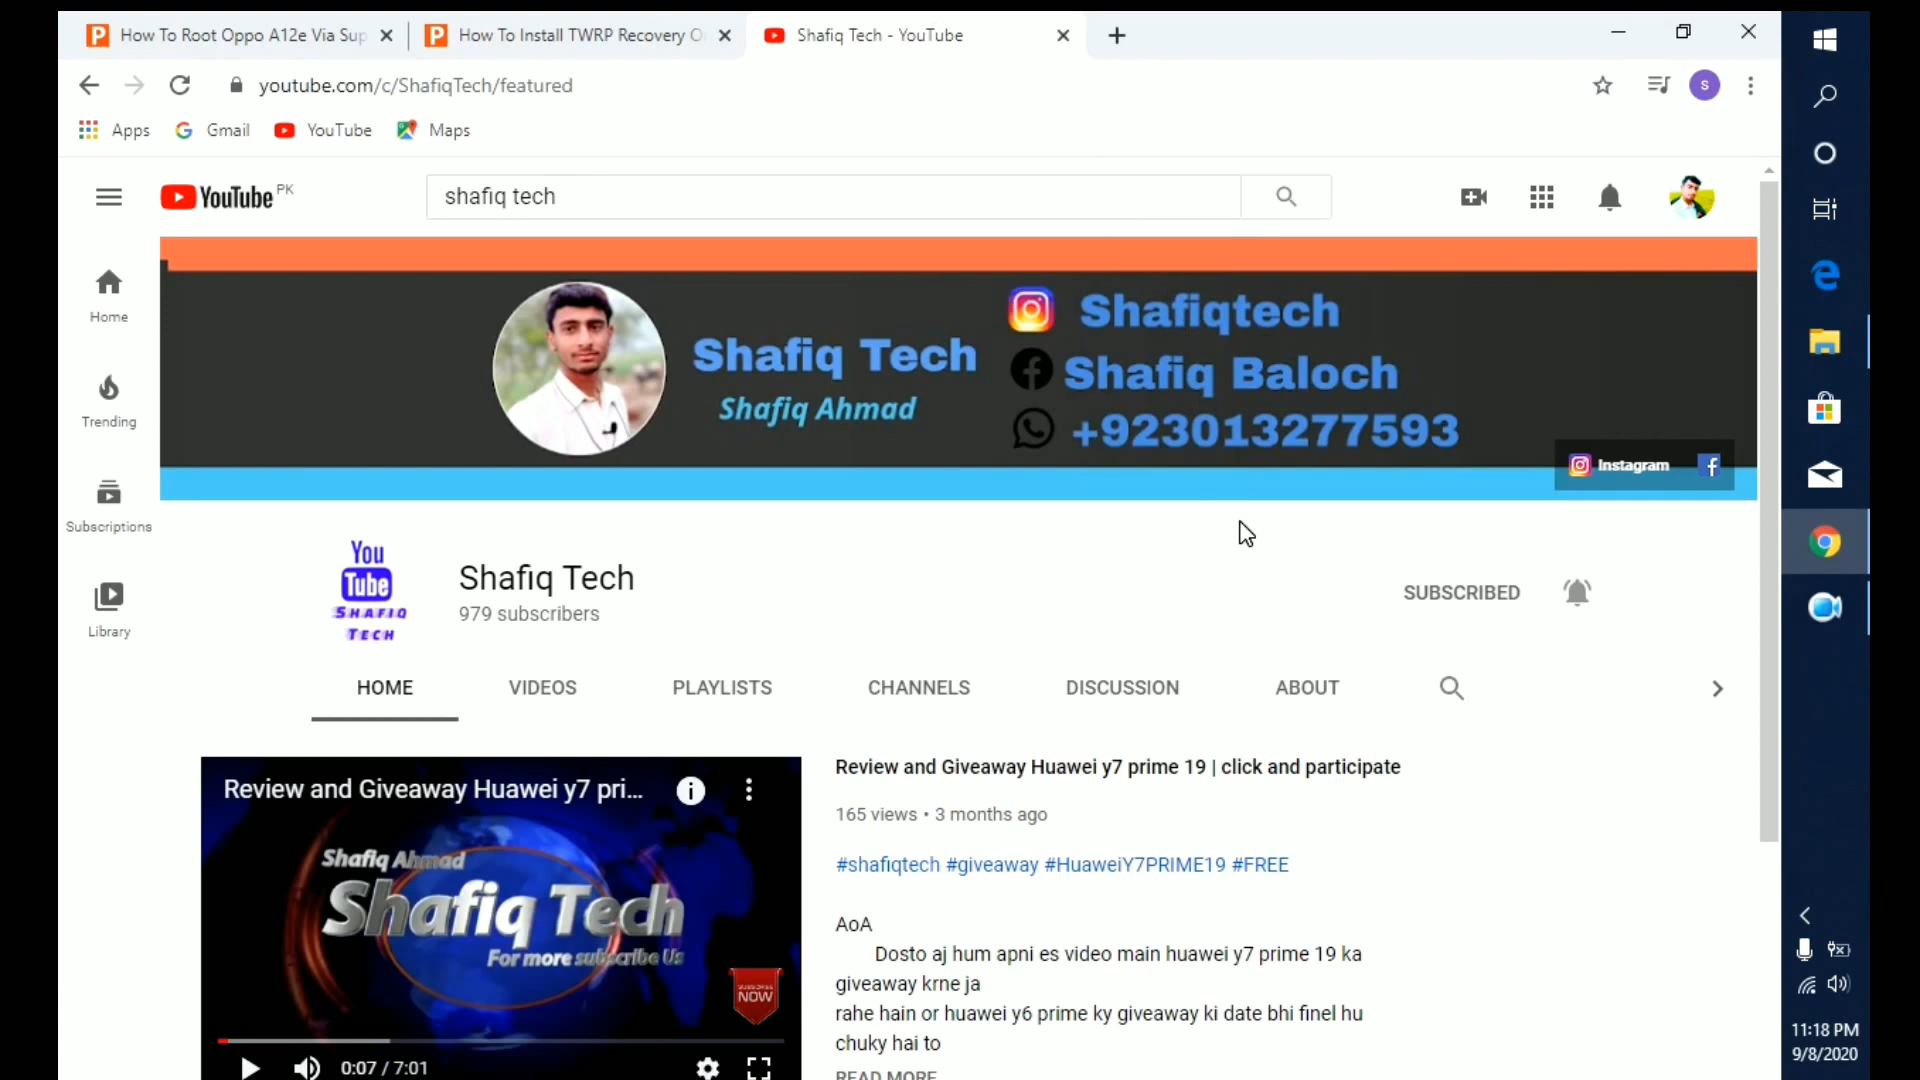 How To Root Oppo A12e Via Sup
How To Install TWRP Recovery O
Shafiq Tech - YouTube
youtube.com/c/ShafiqTech/featured
S
Apps
Gmail
YouTube
Maps
YouTube PK
shafiq tech
Home
Trending
Subscriptions
Library
Shafiq Tech
Shafiq Ahmad
Shafiqtech
Shafiq Baloch
+923013277593
Instagram
You
Tube
SHAFIQ
TECH
Shafiq Tech
979 subscribers
SUBSCRIBED
HOME
VIDEOS
PLAYLISTS
CHANNELS
DISCUSSION
ABOUT
Review and Giveaway Huawei y7 pri...
Shafiq Ahmad
Shafiq Tech
For more subscribe Us
SUBSCRIBE
NOW
0:07 / 7:01
Review and Giveaway Huawei y7 prime 19 | click and participate
165 views • 3 months ago
#shafiqtech #giveaway #HuaweiY7PRIME19 #FREE
AoA
Dosto aj hum apni es video main huawei y7 prime 19 ka
giveaway krne ja
rahe hain or huawei y6 prime ky giveaway ki date bhi finel hu
chuky hai to
READ MORE
11:18 PM
9/8/2020